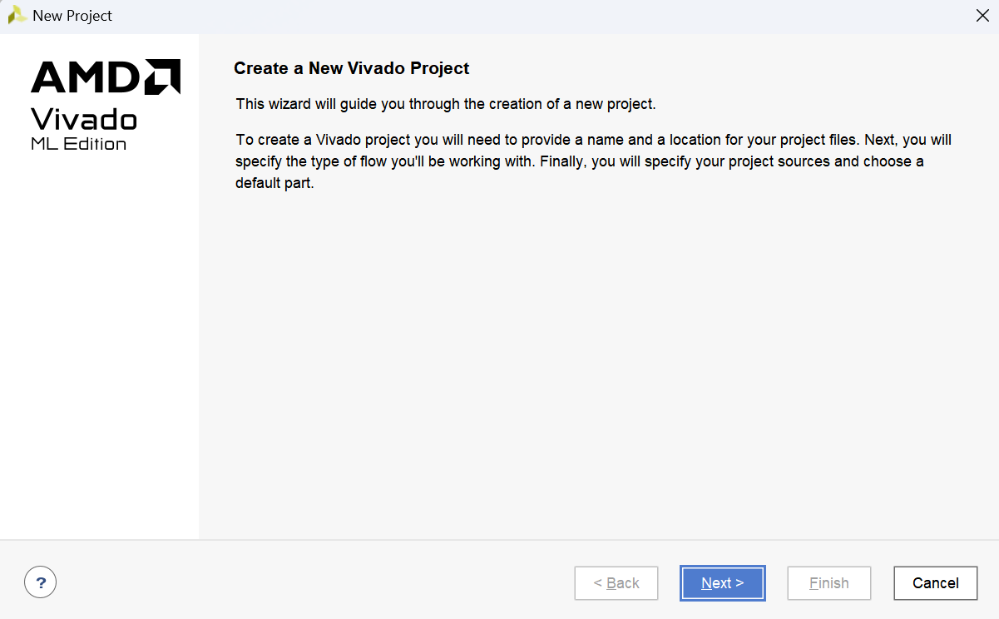 New Project
AMD
Vivado
ML Edition
Create a New Vivado Project
This wizard will guide you through the creation of a new project.
To create a Vivado project you will need to provide a name and a location for your project files. Next, you will
specify the type of flow you'll be working with. Finally, you will specify your project sources and choose a
default part.
?
< Back
Next >
Finish
Cancel